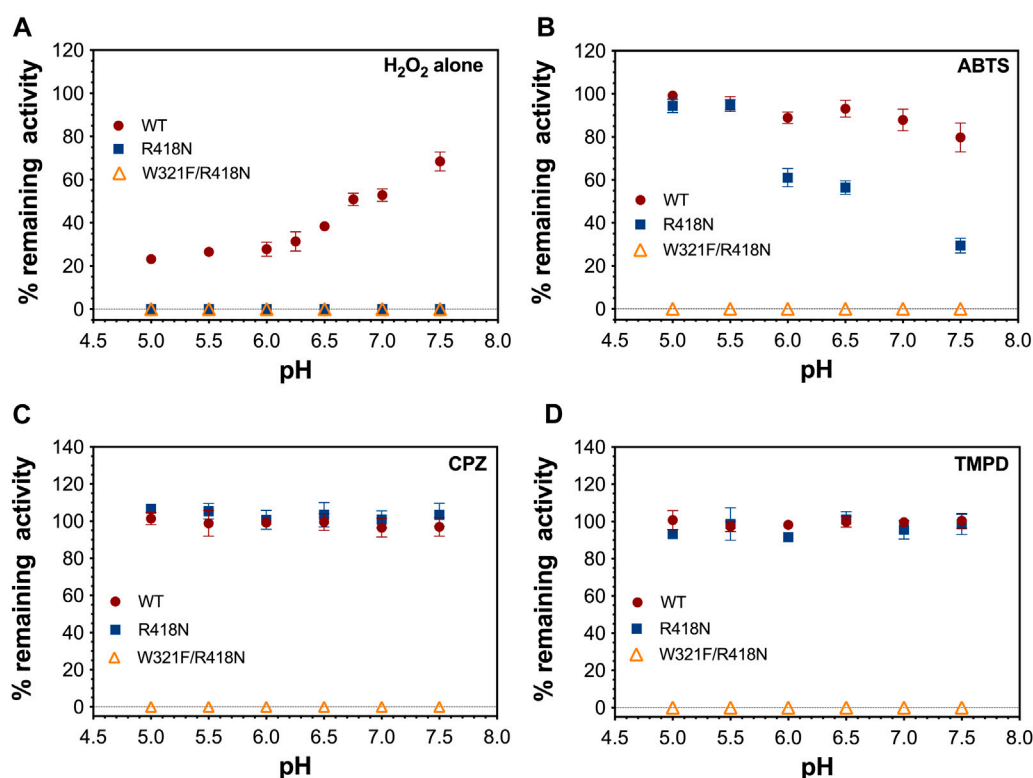 A
H₂O₂ alone
% remaining activity
120
100
80
60
40
20
0
WT
R418N
W321F/R418N
4.5 5.0 5.5 6.0 6.5 7.0 7.5 8.0
pH
B
ABTS
% remaining activity
120
100
80
60
40
20
0
WT
R418N
W321F/R418N
4.5 5.0 5.5 6.0 6.5 7.0 7.5 8.0
pH
C
CPZ
% remaining activity
140
120
100
80
60
40
20
0
WT
R418N
W321F/R418N
4.5 5.0 5.5 6.0 6.5 7.0 7.5 8.0
pH
D
TMPD
% remaining activity
140
120
100
80
60
40
20
0
WT
R418N
W321F/R418N
4.5 5.0 5.5 6.0 6.5 7.0 7.5 8.0
pH